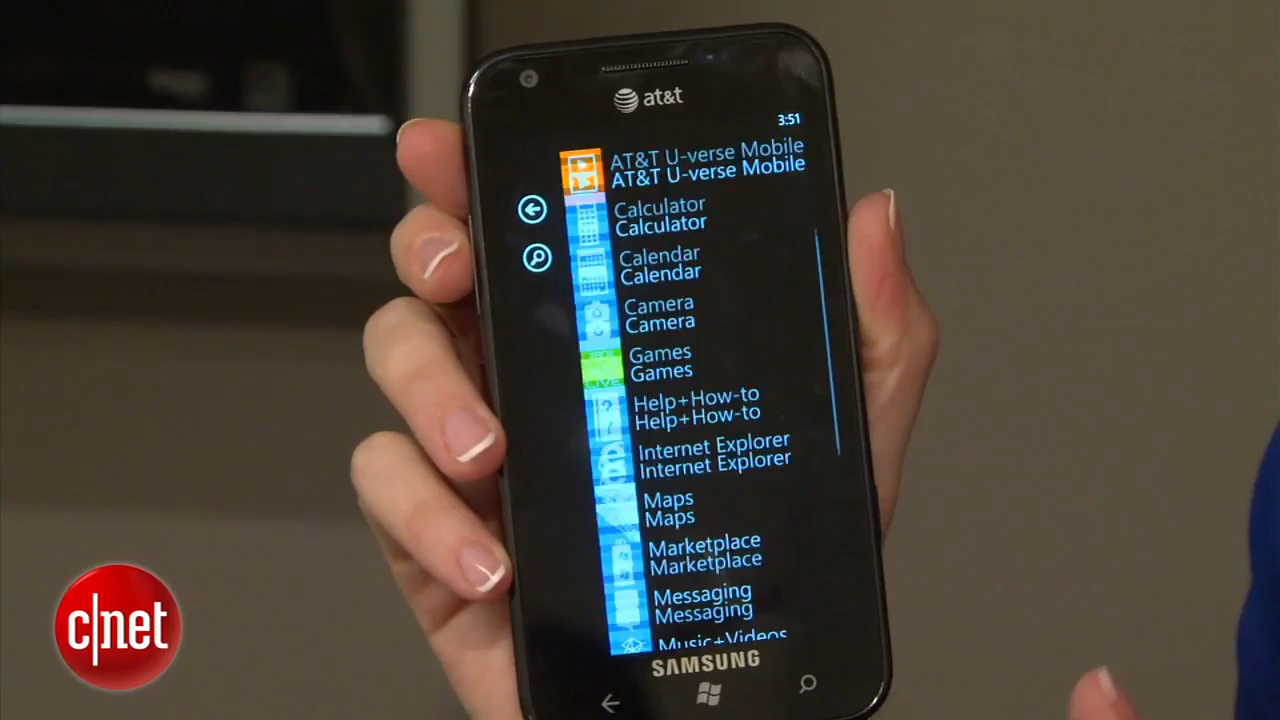 at&t
3:51
AT&T U-verse Mobile
AT&T U-verse Mobile
Calculator
Calculator
Calendar
Calendar
Camera
Camera
Games
Games
Help+How-to
Help+How-to
Internet Explorer
Internet Explorer
Maps
Maps
Marketplace
Marketplace
Messaging
Messaging
Music+Videos
SAMSUNG
c|net